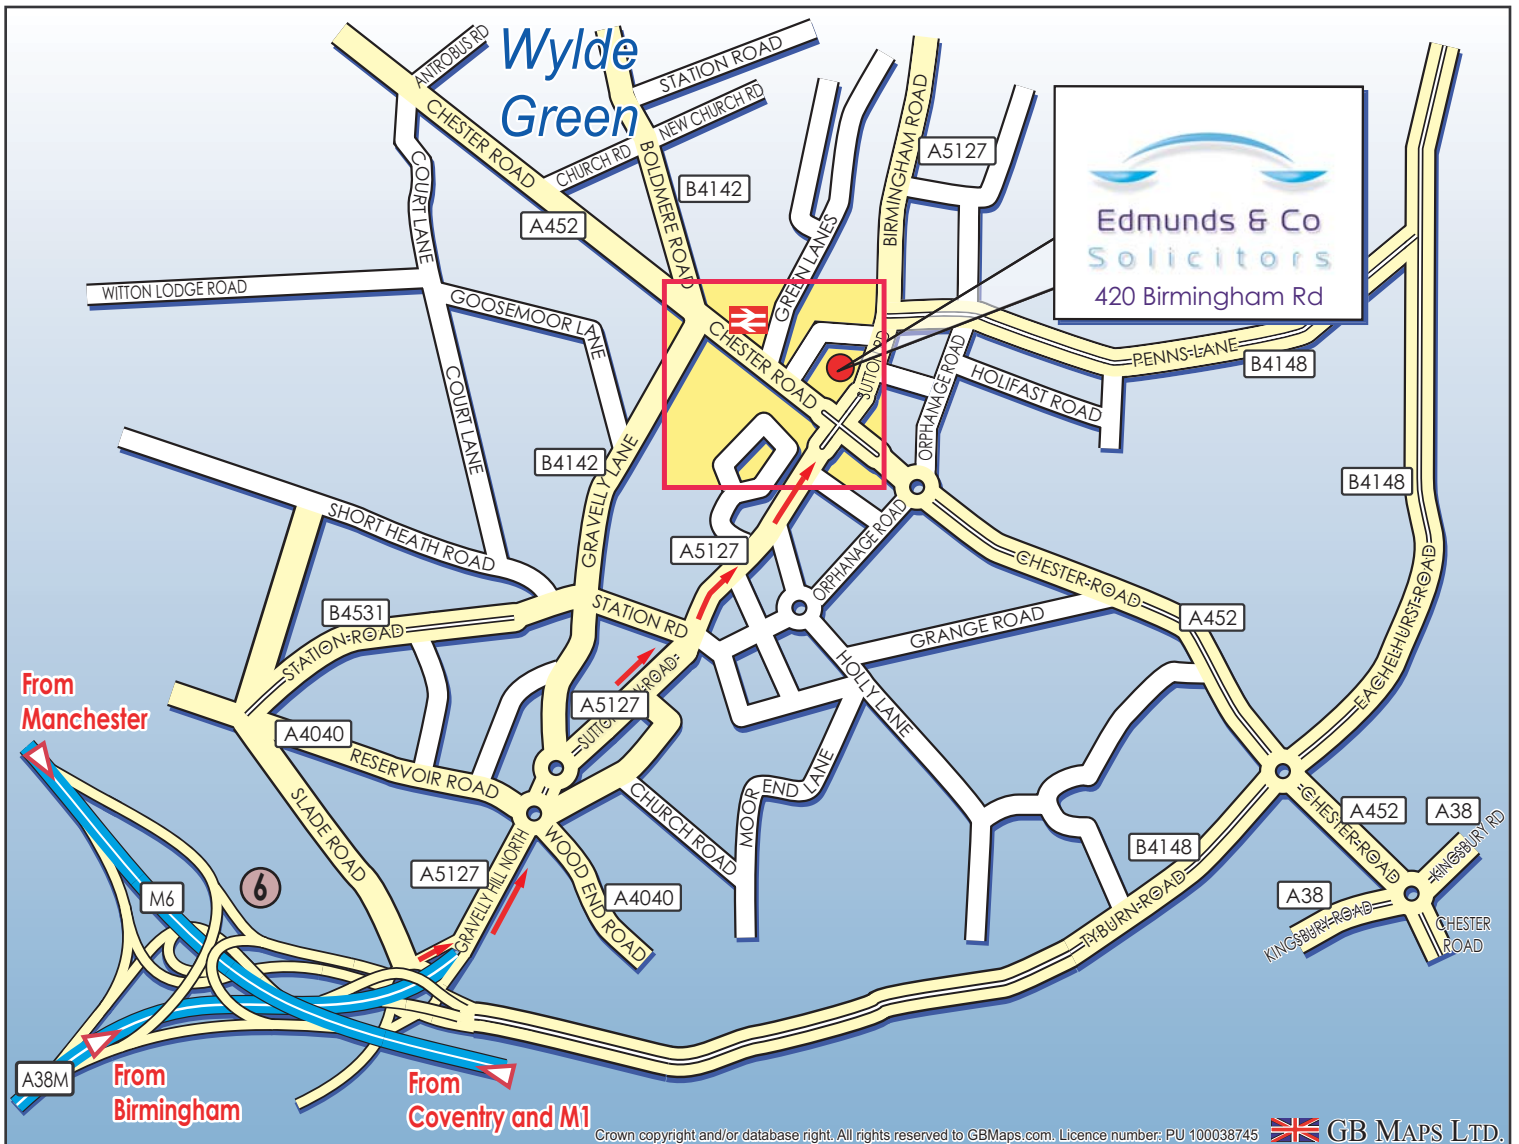 Wylde
Green
ANTROBUS RD
STATION ROAD
NEW CHURCH RD
CHURCH RD
CHESTER ROAD
BOLDMERE ROAD
B4142
A452
COURT LANE
BIRMINGHAM ROAD
A5127
GREEN LANES
Edmunds & Co
Solicitors
420 Birmingham Rd
WITTON LODGE ROAD
GOOSEMOOR LANE
CHESTER ROAD
SUTTON RD
ORPHANAGE ROAD
HOLIFAST ROAD
PENNS LANE
B4148
COURT LANE
B4142
GRAVELLY LANE
B4148
SHORT HEATH ROAD
A5127
ORPHANAGE ROAD
CHESTER ROAD
EACHELHURST ROAD
B4531
STATION ROAD
STATION RD
A452
GRANGE ROAD
HOLLY LANE
From
Manchester
A5127
SUTTON ROAD
A4040
RESERVOIR ROAD
SLADE ROAD
CHURCH ROAD
MOOR END LANE
CHESTER ROAD
A452
A38
KINGSBURY RD
B4148
TYBURN ROAD
A38
KINGSBURY ROAD
CHESTER
ROAD
A5127
GRAVELLY HILL NORTH
WOOD END ROAD
A4040
M6
6
A38M
From
Birmingham
From
Coventry and M1
Crown copyright and/or database right. All rights reserved to GBMaps.com. Licence number: PU 100038745
GB MAPS LTD.